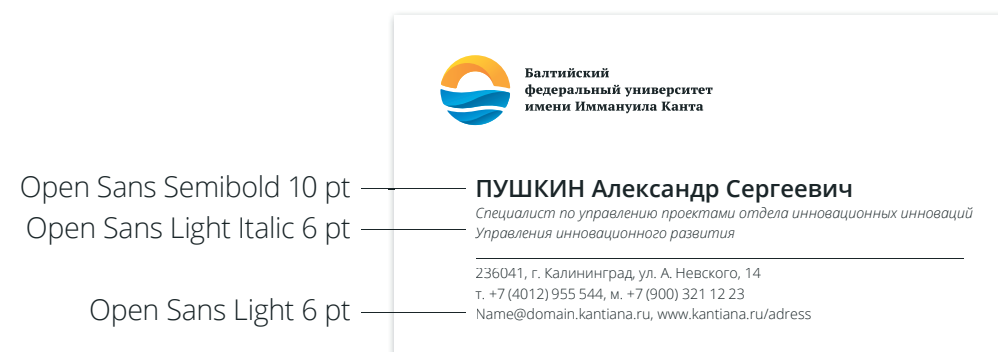 Балтийский
федеральный университет
имени Иммануила Канта
Open Sans Semibold 10 pt
ПУШКИН Александр Сергеевич
Open Sans Light Italic 6 pt
Специалист по управлению проектами отдела инновационных инноваций
Управления инновационного развития
236041, г. Калининград, ул. А. Невского, 14
т. +7 (4012) 955 544, м. +7 (900) 321 12 23
Open Sans Light 6 pt
Name@domain.kantiana.ru, www.kantiana.ru/adress